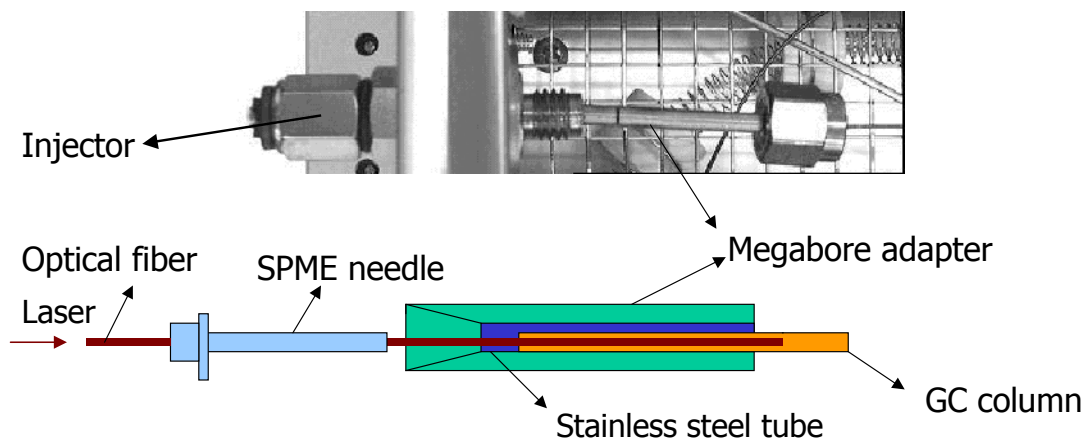 Injector
Optical fiber
SPME needle
Megabore adapter
Laser
GC column
Stainless steel tube